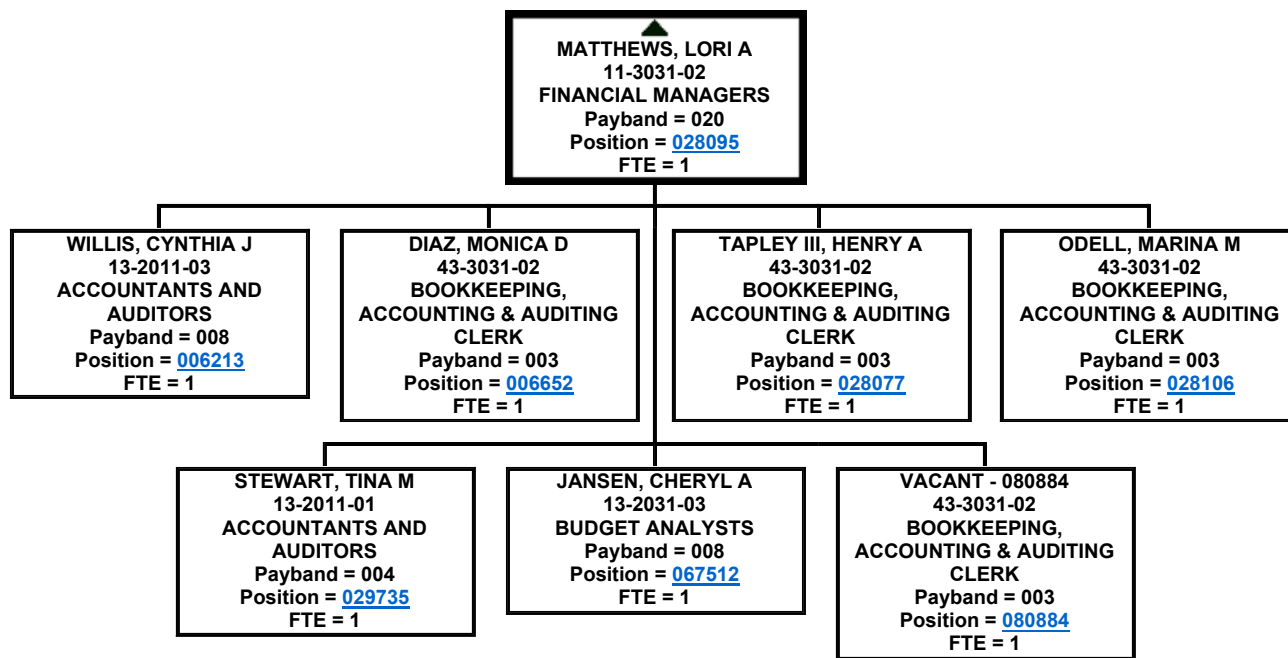 MATTHEWS, LORI A
11-3031-02
FINANCIAL MANAGERS
Payband = 020
Position = 028095
FTE = 1
WILLIS, CYNTHIA J
13-2011-03
ACCOUNTANTS AND
AUDITORS
Payband = 008
Position = 006213
FTE = 1
DIAZ, MONICA D
43-3031-02
BOOKKEEPING,
ACCOUNTING & AUDITING
CLERK
Payband = 003
Position = 006652
FTE = 1
TAPLEY III, HENRY A
43-3031-02
BOOKKEEPING,
ACCOUNTING & AUDITING
CLERK
Payband = 003
Position = 028077
FTE = 1
ODELL, MARINA M
43-3031-02
BOOKKEEPING,
ACCOUNTING & AUDITING
CLERK
Payband = 003
Position = 028106
FTE = 1
STEWART, TINA M
13-2011-01
ACCOUNTANTS AND
AUDITORS
Payband = 004
Position = 029735
FTE = 1
JANSEN, CHERYL A
13-2031-03
BUDGET ANALYSTS
Payband = 008
Position = 067512
FTE = 1
VACANT - 080884
43-3031-02
BOOKKEEPING,
ACCOUNTING & AUDITING
CLERK
Payband = 003
Position = 080884
FTE = 1